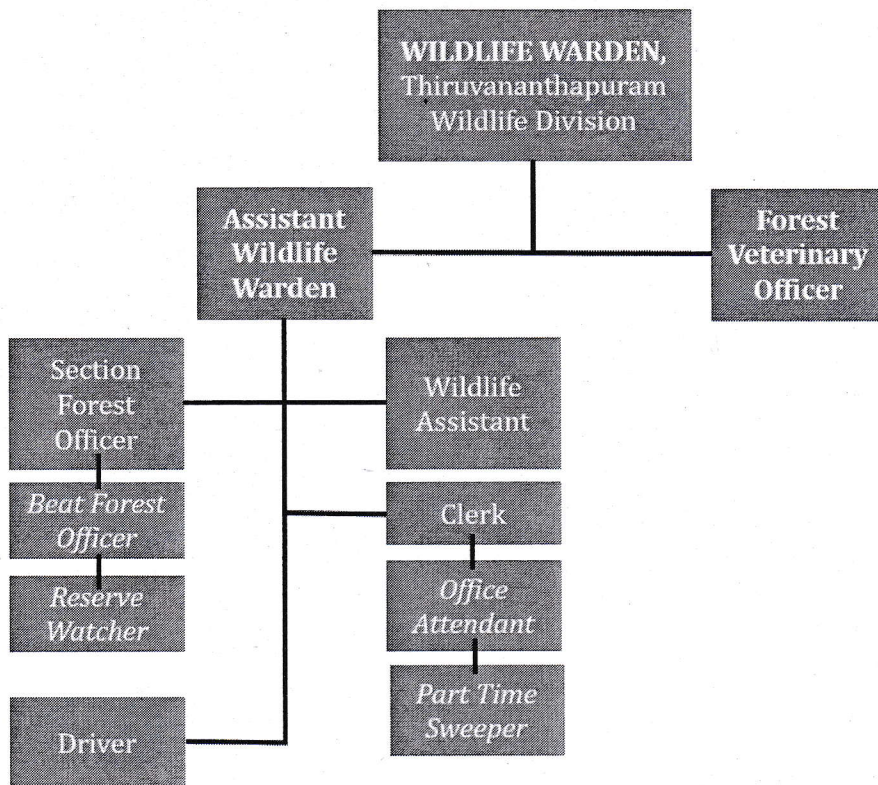 WILDLIFE WARDEN,
Thiruvananthapuram
Wildlife Division
Assistant
Wildlife
Warden
Forest
Veterinary
Officer
Section
Forest
Officer
Wildlife
Assistant
Beat Forest
Officer
Clerk
Reserve
Watcher
Office
Attendant
Part Time
Sweeper
Driver